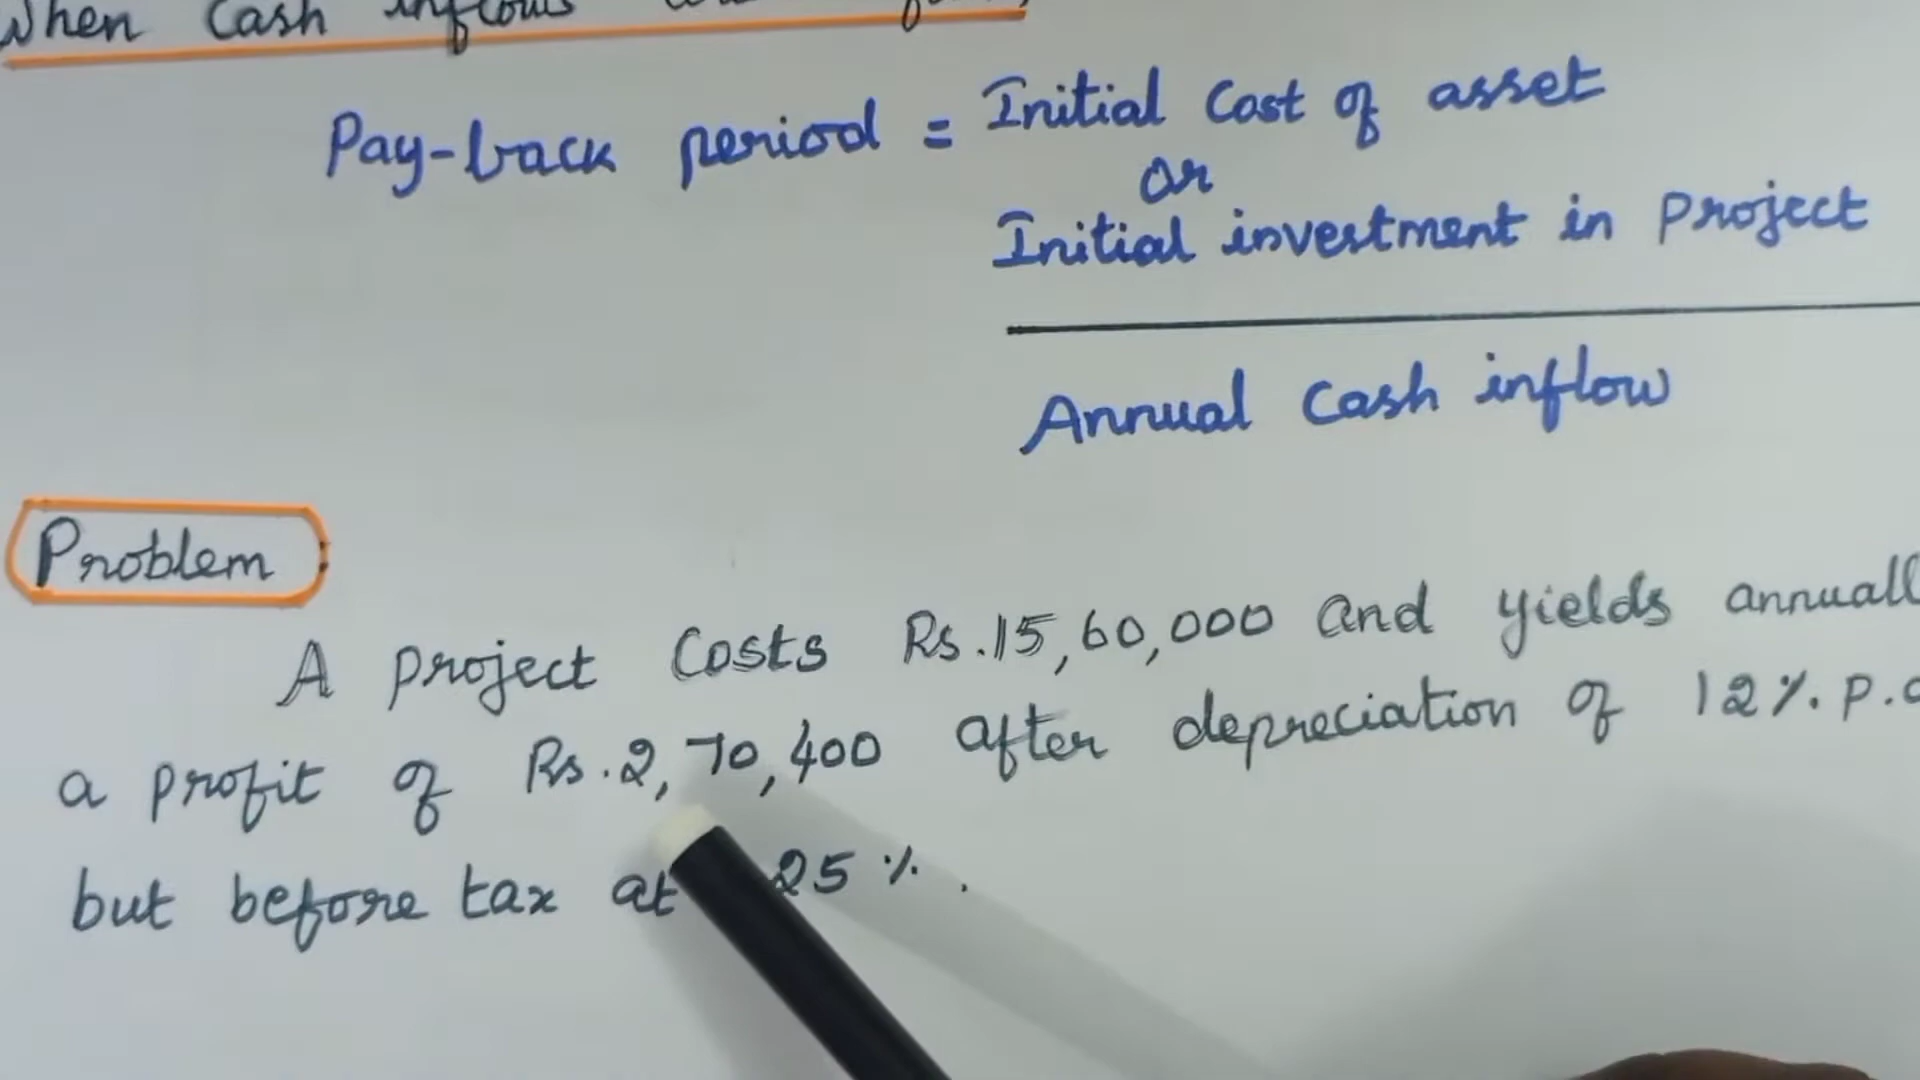 When Cash inflows
Pay-back period = Initial Cost of asset
or
Initial investment in Project
Annual Cash inflow
Problem:
A project Costs Rs.15,60,000 and yields annuall
a profit of Rs.2,70,400 after depreciation of 12%. p.a
but before tax at 25%.